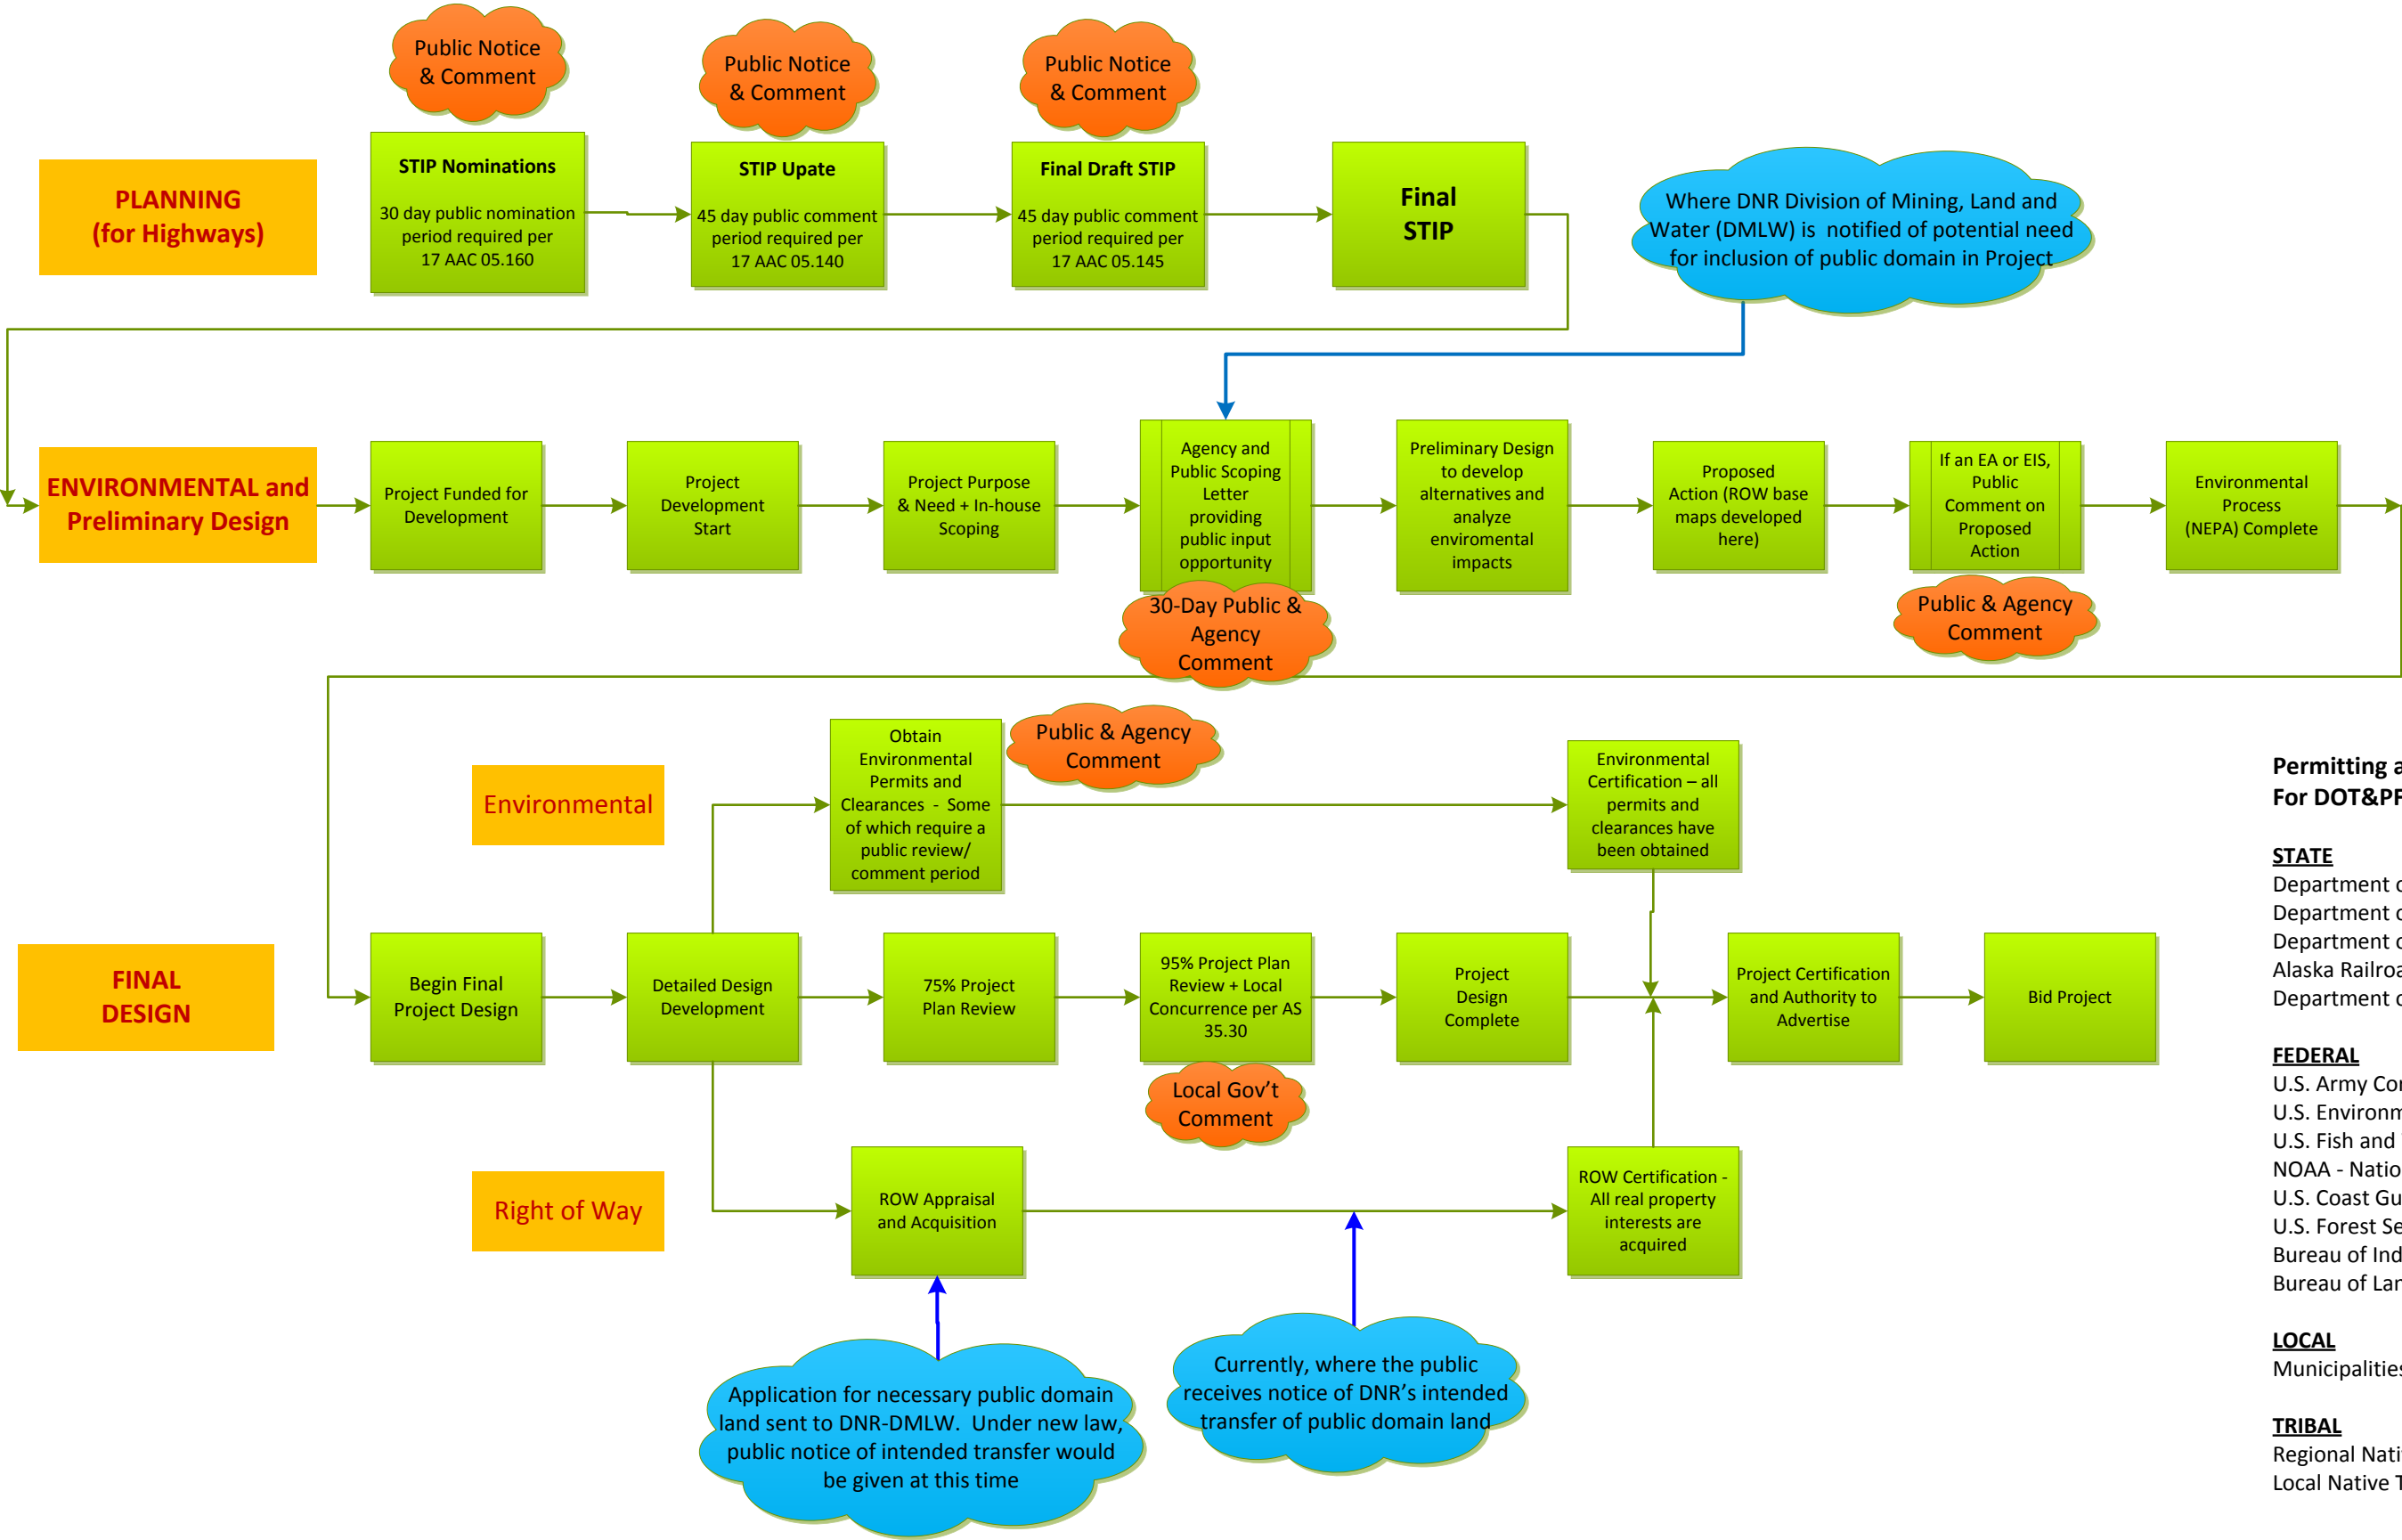 Public Notice
& Comment
Public Notice
& Comment
Public Notice
& Comment
PLANNING
(for Highways)
STIP Nominations
30 day public nomination
period required per
17 AAC 05.160
STIP Upate
45 day public comment
period required per
17 AAC 05.140
Final Draft STIP
45 day public comment
period required per
17 AAC 05.145
Final
STIP
Where DNR Division of Mining, Land and
Water (DMLW) is notified of potential need
for inclusion of public domain in Project
ENVIRONMENTAL and
Preliminary Design
Project Funded for
Development
Project
Development
Start
Project Purpose
& Need + In-house
Scoping
Agency and
Public Scoping
Letter
providing
public input
opportunity
30-Day Public &
Agency
Comment
Preliminary Design
to develop
alternatives and
analyze
enviromental
impacts
Proposed
Action (ROW base
maps developed
here)
If an EA or EIS,
Public
Comment on
Proposed
Action
Public & Agency
Comment
Environmental
Process
(NEPA) Complete
Environmental
Obtain
Environmental
Permits and
Clearances - Some
of which require a
public review/
comment period
Public & Agency
Comment
Environmental
Certification – all
permits and
clearances have
been obtained
FINAL
DESIGN
Begin Final
Project Design
Detailed Design
Development
75% Project
Plan Review
95% Project Plan
Review + Local
Concurrence per AS
35.30
Local Gov't
Comment
Project
Design
Complete
Project Certification
and Authority to
Advertise
Bid Project
Right of Way
ROW Appraisal
and Acquisition
ROW Certification -
All real property
interests are
acquired
Application for necessary public domain
land sent to DNR-DMLW. Under new law,
public notice of intended transfer would
be given at this time
Currently, where the public
receives notice of DNR's intended
transfer of public domain land
Permitting
For
STATE
Department
Department
Department
Alaska
Department
FEDERAL
U.S. Army
U.S.
U.S. Fish and
NOAA -
U.S. Coast
U.S. Forest
Bureau of
Bureau of
LOCAL
TRIBAL
Regional
Local Native